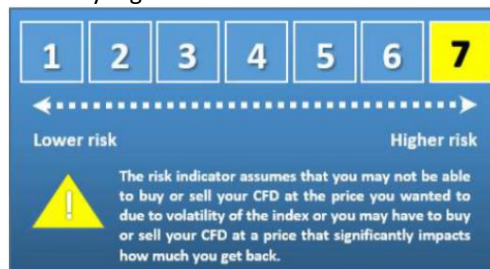 1 2 3 4 5 6 7
Lower risk Higher risk
!
The risk indicator assumes that you may not be able
to buy or sell your CFD at the price you wanted to
due to volatility of the index or you may have to buy
or sell your CFD at a price that significantly impacts
how much you get back.